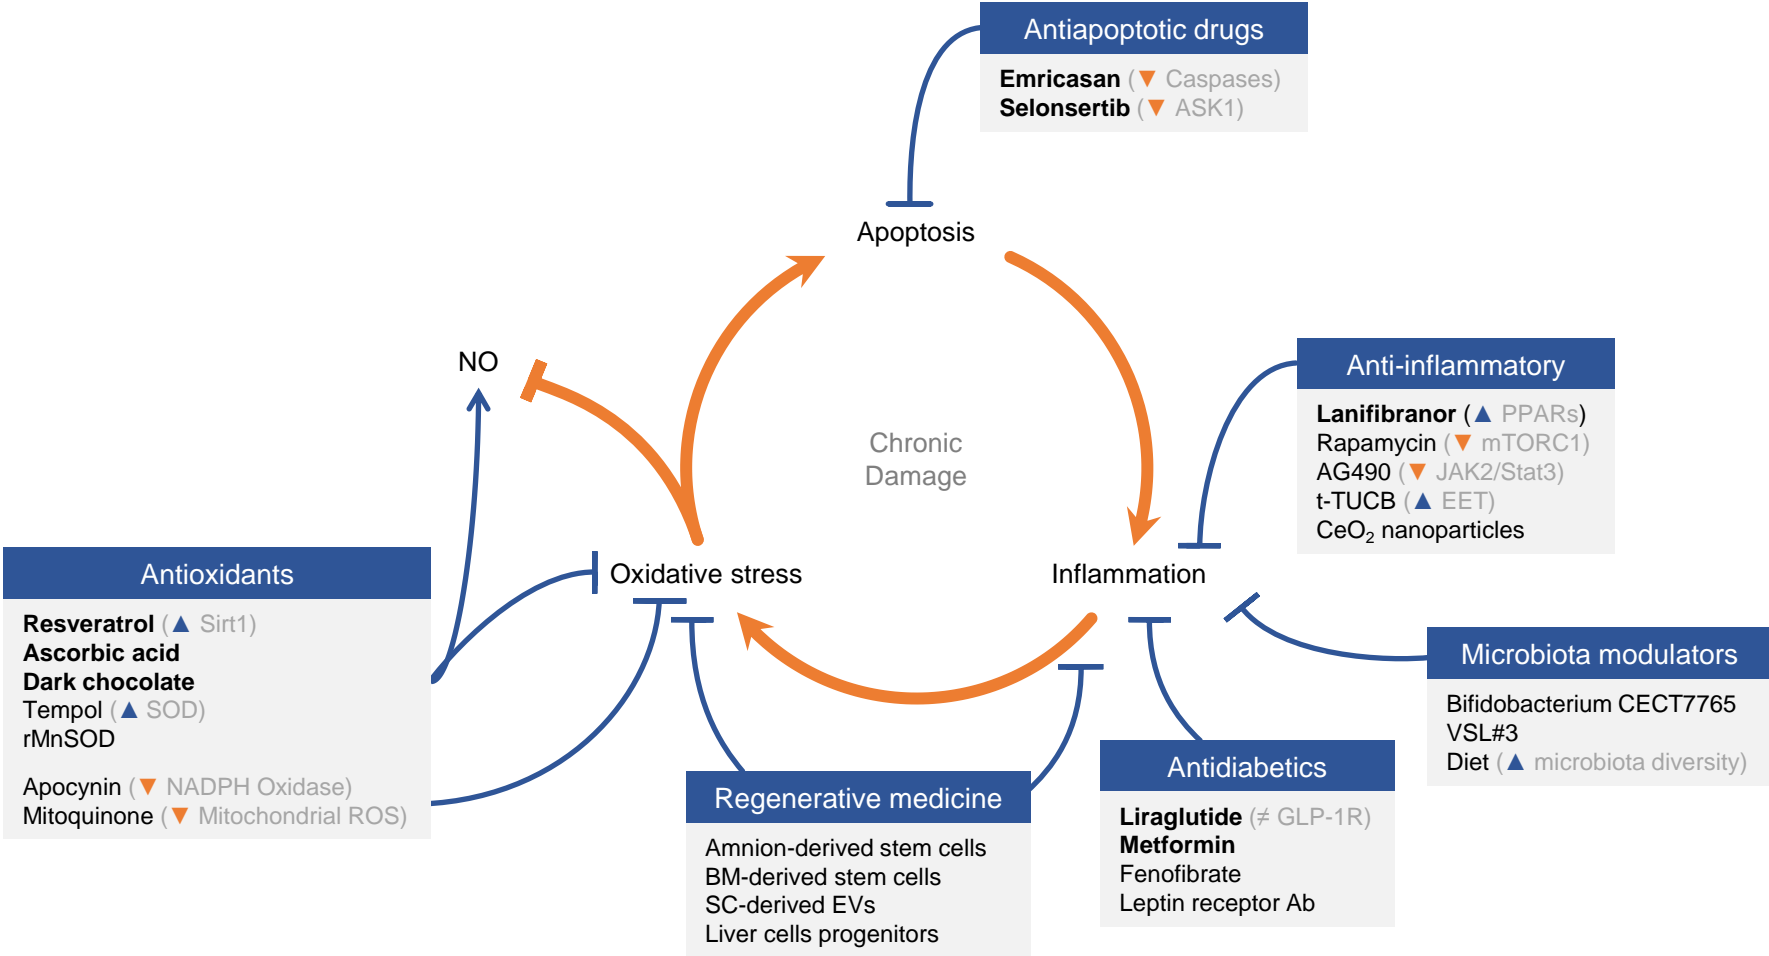 Antiapoptotic drugs
Emricasan (▼ Caspases)
Selonsertib (▼ ASK1)
Apoptosis
NO
Chronic
Damage
Anti-inflammatory
Lanifibranor (▲ PPARs)
Rapamycin (▼ mTORC1)
AG490 (▼ JAK2/Stat3)
t-TUCB (▲ EET)
CeO₂ nanoparticles
Oxidative stress
Inflammation
Antioxidants
Resveratrol (▲ Sirt1)
Ascorbic acid
Dark chocolate
Tempol (▲ SOD)
rMnSOD
Apocynin (▼ NADPH Oxidase)
Mitoquinone (▼ Mitochondrial ROS)
Regenerative medicine
Amnion-derived stem cells
BM-derived stem cells
SC-derived EVs
Liver cells progenitors
Antidiabetics
Liraglutide (≠ GLP-1R)
Metformin
Fenofibrate
Leptin receptor Ab
Microbiota modulators
Bifidobacterium CECT7765
VSL#3
Diet (▲ microbiota diversity)